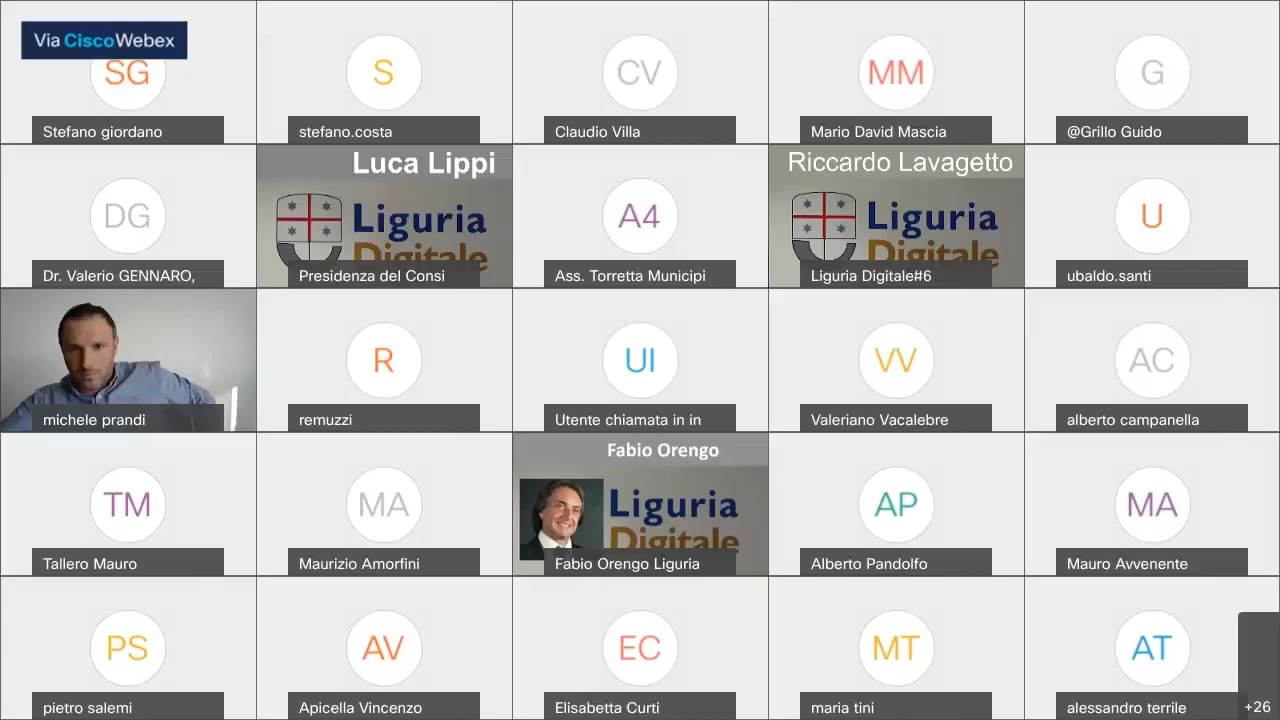 Via CiscoWebex
SG
S
CV
MM
G
Stefano giordano
stefano.costa
Claudio Villa
Mario David Mascia
@Grillo Guido
DG
Luca Lippi
Liguria
Digitale
A4
Riccardo Lavagetto
Liguria
Digitale
U
Dr. Valerio GENNARO,
Presidenza del Consi
Ass. Torretta Municipi
Liguria Digitale#6
ubaldo.santi
R
UI
VV
AC
michele prandi
remuzzi
Utente chiamata in in
Valeriano Vacalebre
alberto campanella
TM
MA
Fabio Orengo
Liguria
Digitale
AP
MA
Tallero Mauro
Maurizio Amorfini
Fabio Orengo Liguria
Alberto Pandolfo
Mauro Avvenente
PS
AV
EC
MT
AT
pietro salemi
Apicella Vincenzo
Elisabetta Curti
maria tini
alessandro terrile
+26